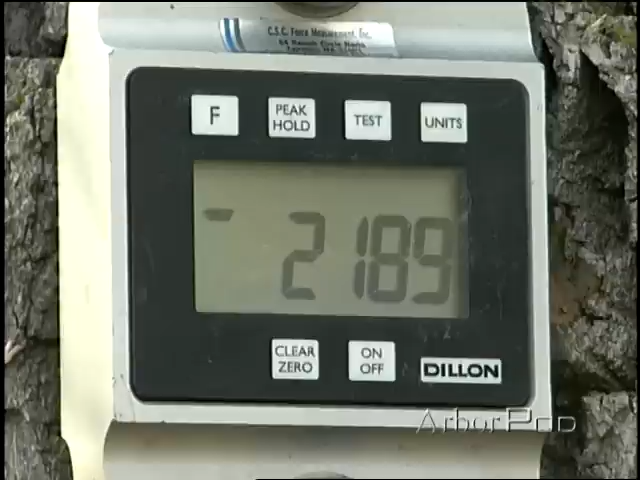 C.S.C. Force Measurement, Inc.
F
PEAK HOLD
TEST
UNITS
- 2189
CLEAR ZERO
ON OFF
DILLON
ArborPod